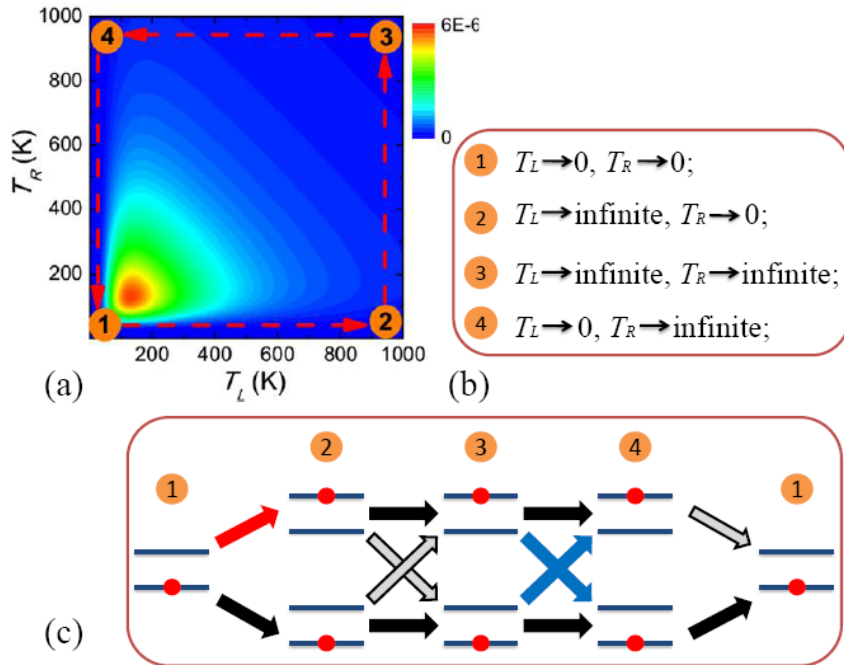 1000
800
600
400
200
T_R (K)
4
3
1
2
200 400 600 800 1000
T_L (K)
6E-6
0
(a)
1 T_L→0, T_R→0;
2 T_L→infinite, T_R→0;
3 T_L→infinite, T_R→infinite;
4 T_L→0, T_R→infinite;
(b)
1 2 3 4 1
(c)